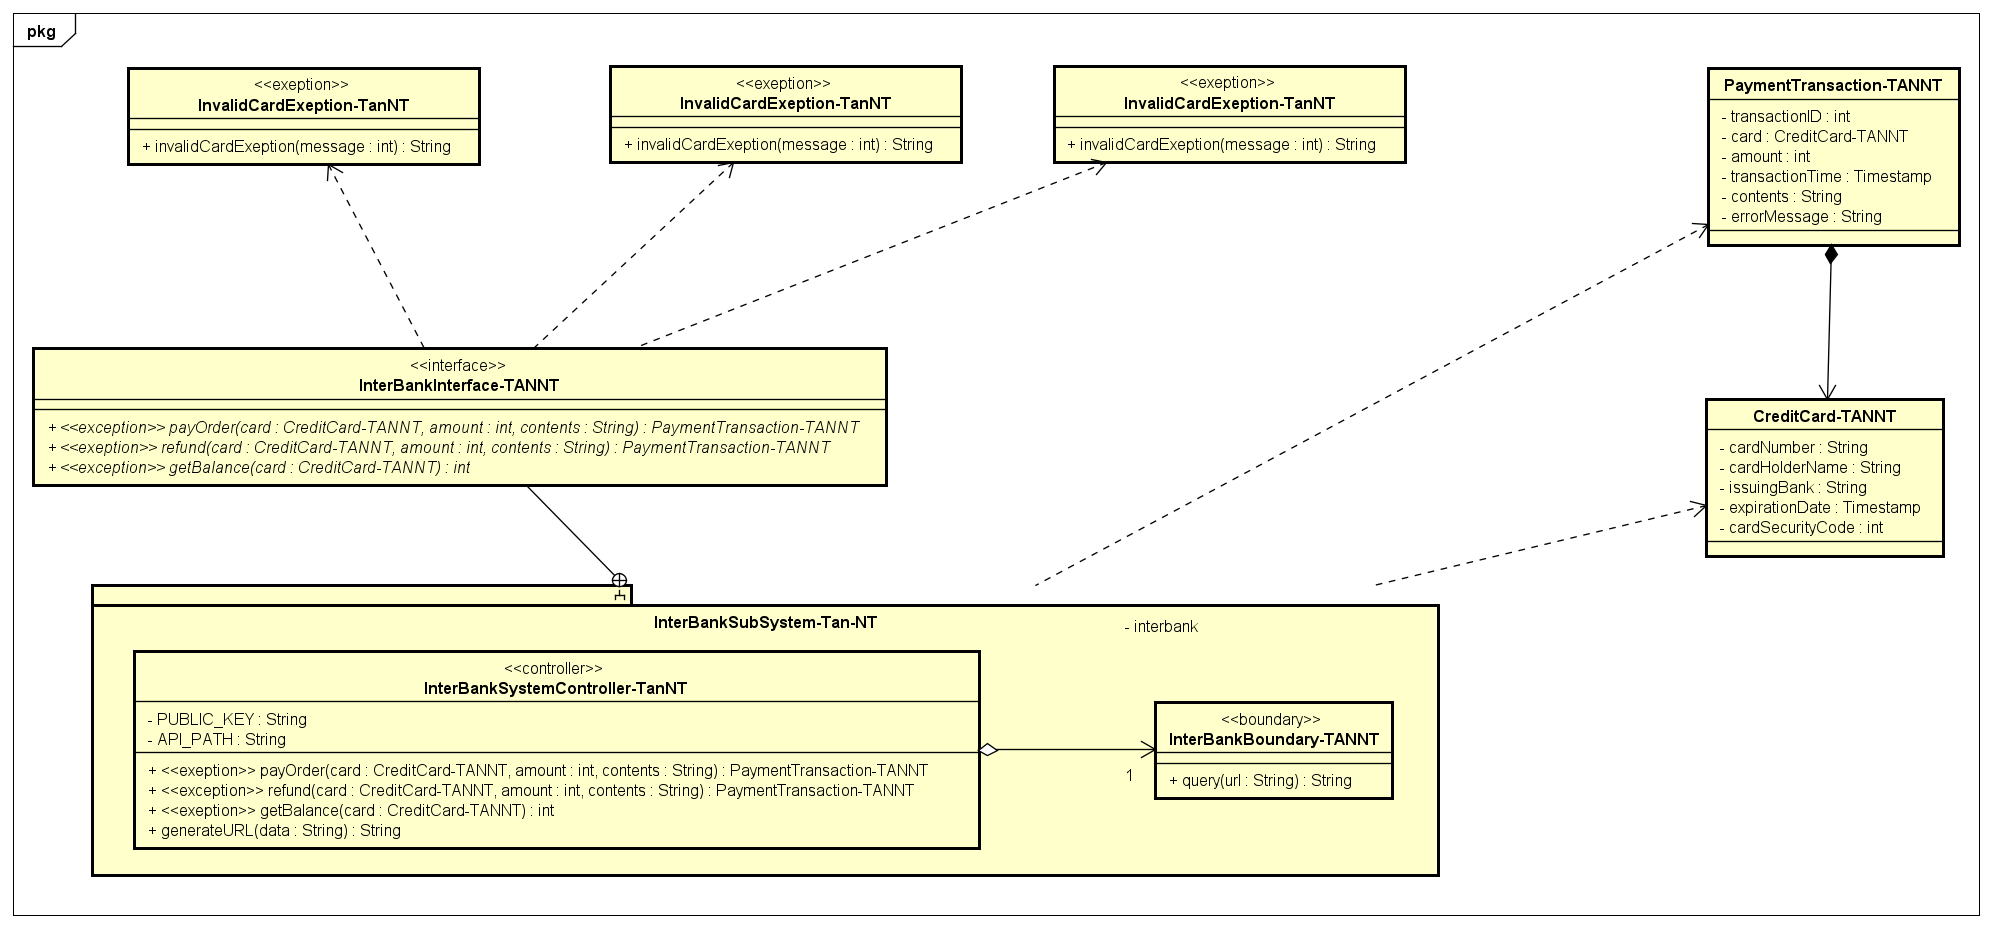 pkg
<<exeption>>
InvalidCardExeption-TanNT
+ invalidCardExeption(message : int) : String
<<exeption>>
InvalidCardExeption-TanNT
+ invalidCardExeption(message : int) : String
<<exeption>>
InvalidCardExeption-TanNT
+ invalidCardExeption(message : int) : String
PaymentTransaction-TANNT
- transactionID : int
- card : CreditCard-TANNT
- amount : int
- transactionTime : Timestamp
- contents : String
- errorMessage : String
<<interface>>
InterBankInterface-TANNT
+ <<exception>> payOrder(card : CreditCard-TANNT, amount : int, contents : String) : PaymentTransaction-TANNT
+ <<exeption>> refund(card : CreditCard-TANNT, amount : int, contents : String) : PaymentTransaction-TANNT
+ <<exception>> getBalance(card : CreditCard-TANNT) : int
CreditCard-TANNT
- cardNumber : String
- cardHolderName : String
- issuingBank : String
- expirationDate : Timestamp
- cardSecurityCode : int
InterBankSubSystem-Tan-NT
- interbank
<<controller>>
InterBankSystemController-TanNT
- PUBLIC_KEY : String
- API_PATH : String
+ <<exeption>> payOrder(card : CreditCard-TANNT, amount : int, contents : String) : PaymentTransaction-TANNT
+ <<exception>> refund(card : CreditCard-TANNT, amount : int, contents : String) : PaymentTransaction-TANNT
+ <<exeption>> getBalance(card : CreditCard-TANNT) : int
+ generateURL(data : String) : String
1
<<boundary>>
InterBankBoundary-TANNT
+ query(url : String) : String